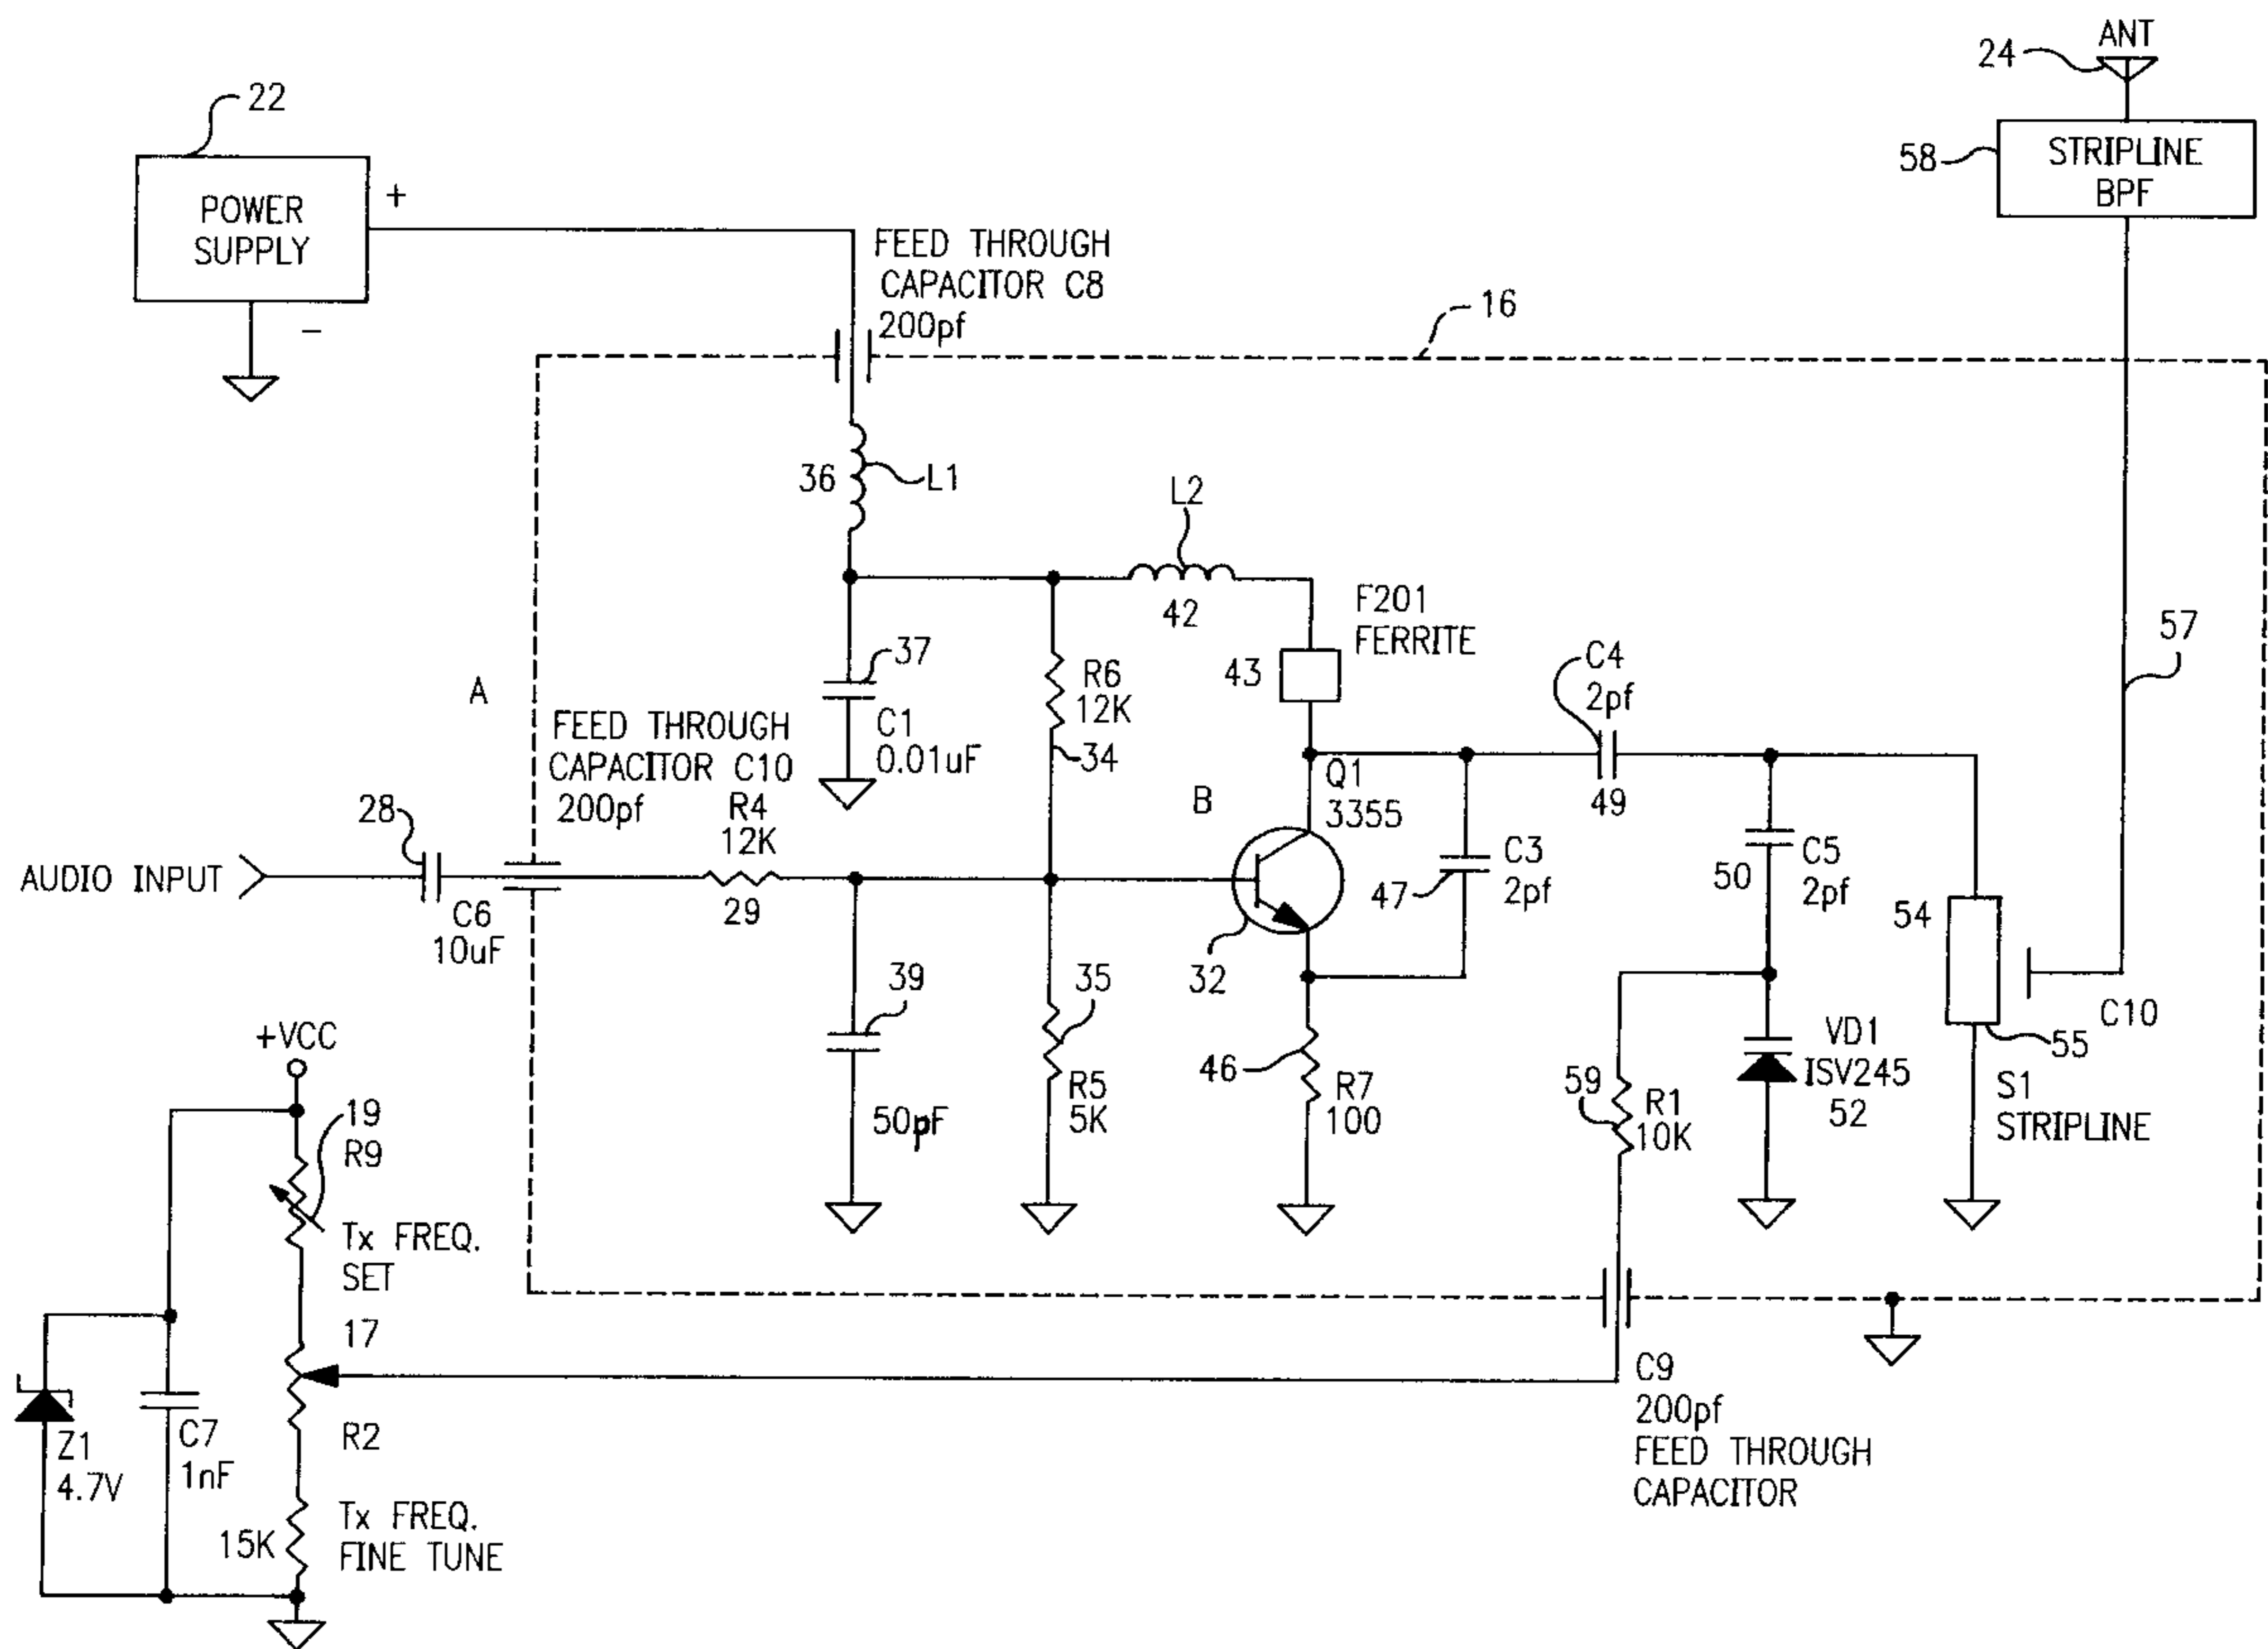 ANT
24
22
STRIPLINE
BPF
58
POWER
SUPPLY
+
−
FEED THROUGH
CAPACITOR C8
200pf
16
36
L1
L2
42
F201
FERRITE
43
57
37
C1
0.01uF
R6
12K
34
C4
2pf
49
A
FEED THROUGH
CAPACITOR C10
200pf
R4
12K
29
B
Q1
3355
28
AUDIO INPUT
C6
10uF
32
47
C3
2pf
50
C5
2pf
54
39
50pF
35
R5
5K
46
R7
100
59
R1
10K
VD1
ISV245
52
55
C10
S1
STRIPLINE
+VCC
19
R9
Tx FREQ.
SET
17
R2
Z1
4.7V
C7
1nF
15K
Tx FREQ.
FINE TUNE
C9
200pf
FEED THROUGH
CAPACITOR